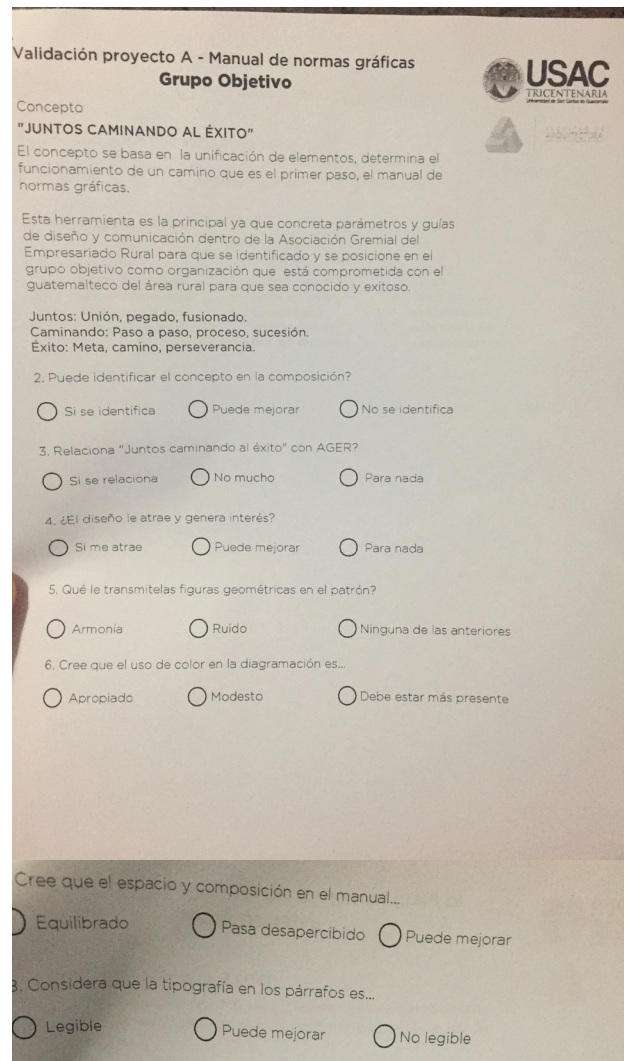 Validación proyecto A - Manual de normas gráficas
Grupo Objetivo
USAC
TRICENTENARIA
Universidad de San Carlos de Guatemala
Concepto
"JUNTOS CAMINANDO AL ÉXITO"
El concepto se basa en la unificación de elementos, determina el
funcionamiento de un camino que es el primer paso, el manual de
normas gráficas.
Esta herramienta es la principal ya que concreta parámetros y guías
de diseño y comunicación dentro de la Asociación Gremial del
Empresariado Rural para que se identificado y se posicione en el
grupo objetivo como organización que está comprometida con el
guatemalteco del área rural para que sea conocido y exitoso.
Juntos: Unión, pegado, fusionado.
Caminando: Paso a paso, proceso, sucesión.
Éxito: Meta, camino, perseverancia.
2. Puede identificar el concepto en la composición?
Si se identifica Puede mejorar No se identifica
3. Relaciona "Juntos caminando al éxito" con AGER?
Si se relaciona No mucho Para nada
4. ¿El diseño le atrae y genera interés?
Si me atrae Puede mejorar Para nada
5. Qué le transmitelas figuras geométricas en el patrón?
Armonía Ruido Ninguna de las anteriores
6. Cree que el uso de color en la diagramación es...
Apropiado Modesto Debe estar más presente
Cree que el espacio y composición en el manual...
Equilibrado Pasa desapercibido Puede mejorar
8. Considera que la tipografía en los párrafos es...
Legible Puede mejorar No legible